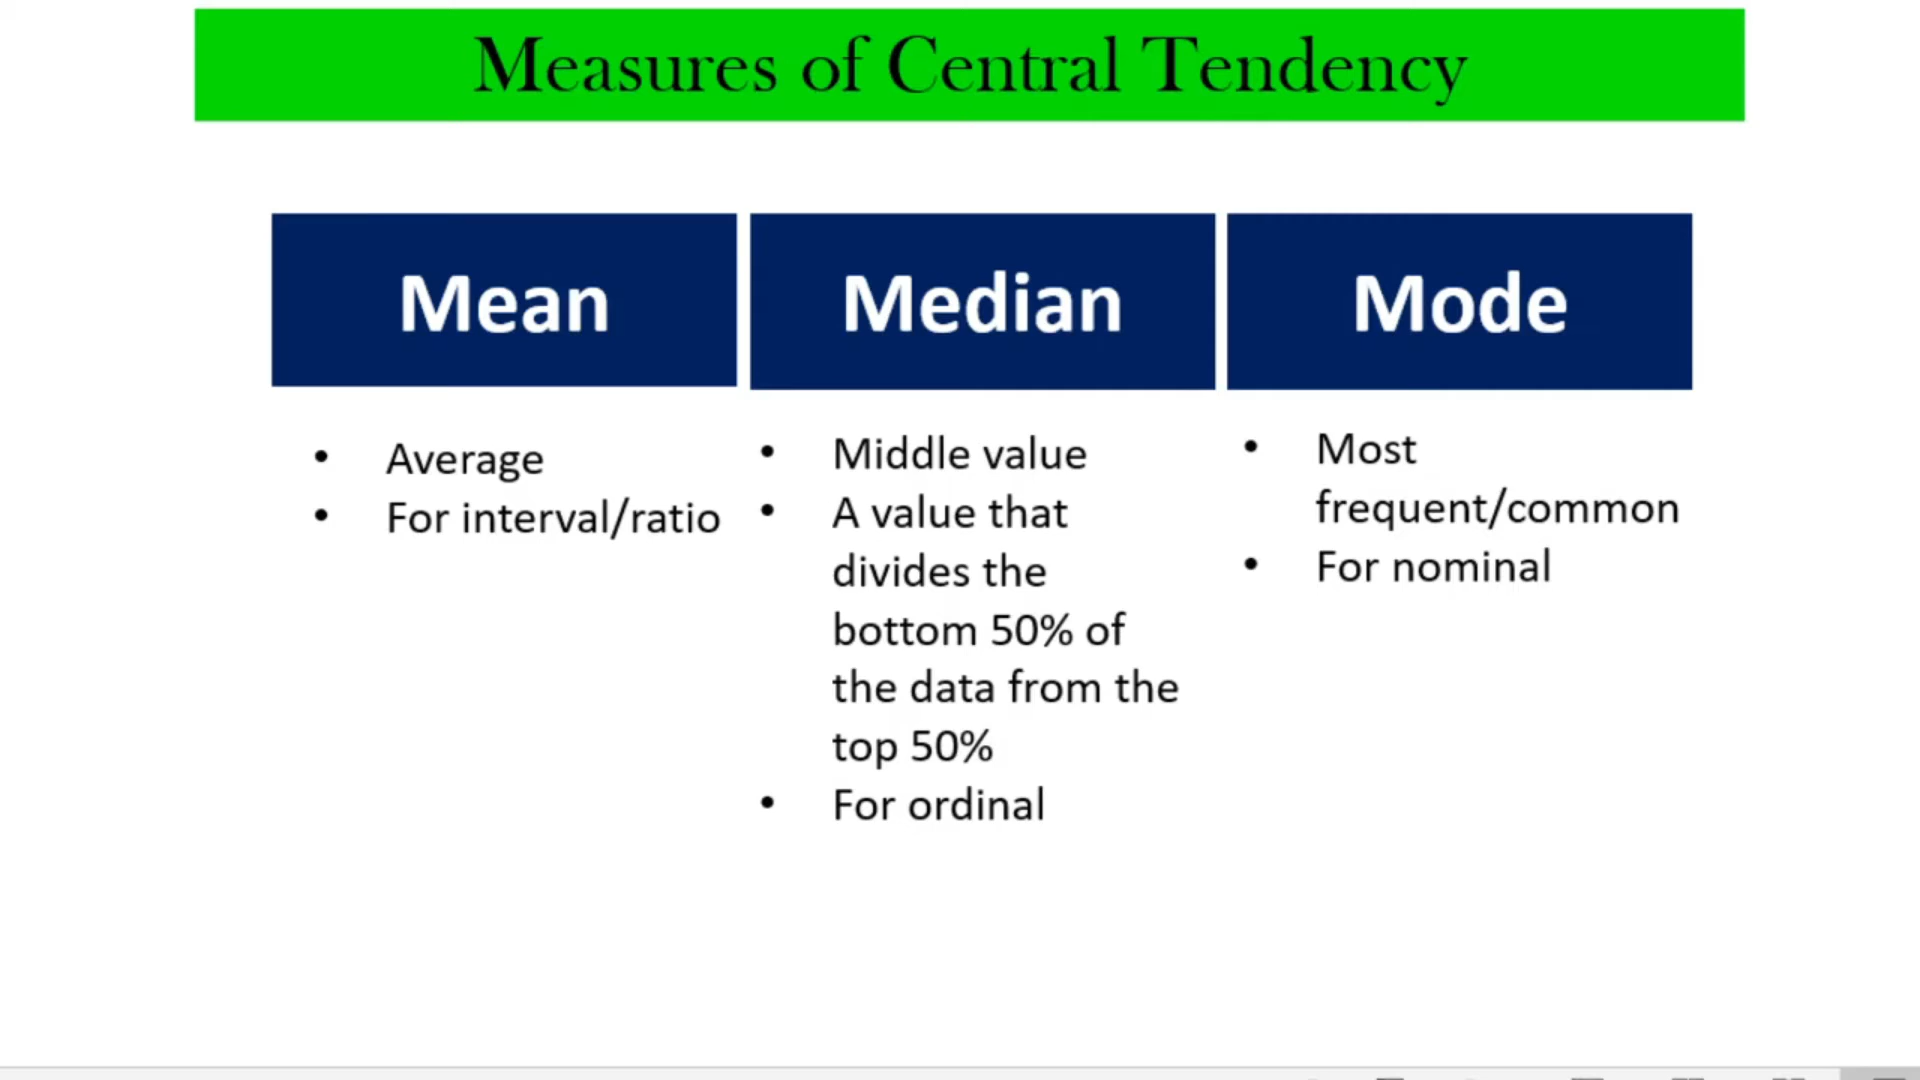 Measures of Central Tendency
Mean
• Average
• For interval/ratio
Median
• Middle value
• A value that
divides the
bottom 50% of
the data from the
top 50%
• For ordinal
Mode
• Most
frequent/common
• For nominal